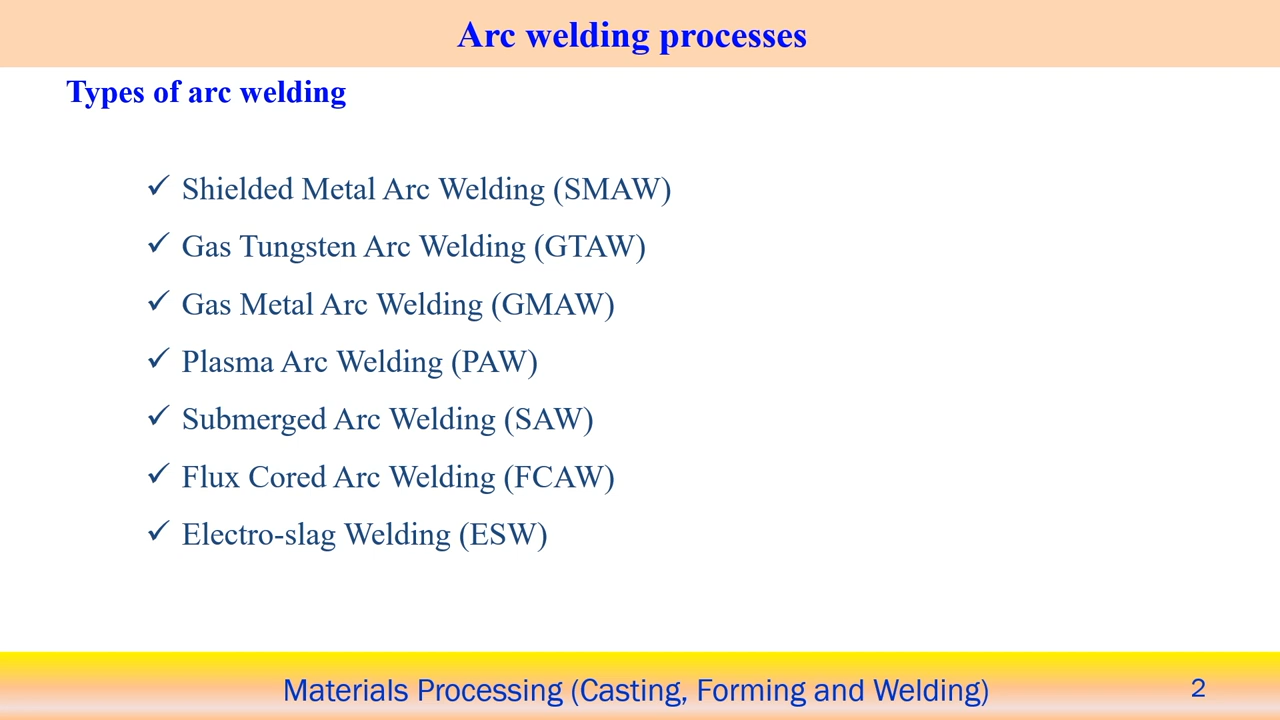 Arc welding processes
Types of arc welding
✓ Shielded Metal Arc Welding (SMAW)
✓ Gas Tungsten Arc Welding (GTAW)
✓ Gas Metal Arc Welding (GMAW)
✓ Plasma Arc Welding (PAW)
✓ Submerged Arc Welding (SAW)
✓ Flux Cored Arc Welding (FCAW)
✓ Electro-slag Welding (ESW)
Materials Processing (Casting, Forming and Welding) 2